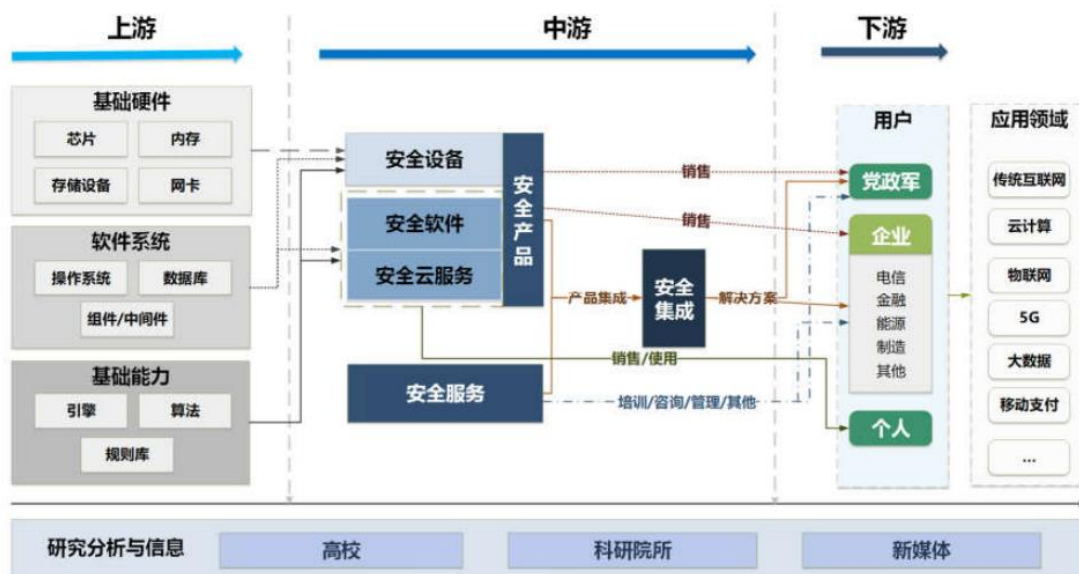 上游
中游
下游
基础硬件
芯片
内存
存储设备
网卡
软件系统
操作系统
数据库
组件/中间件
基础能力
引擎
算法
规则库
安全设备
安全软件
安全云服务
安全产品
安全服务
产品集成
安全
集成
解决方案
销售
销售
销售/使用
培训/咨询/管理/其他
用户
党政军
企业
电信
金融
能源
制造
其他
个人
应用领域
传统互联网
云计算
物联网
5G
大数据
移动支付
...
研究分析与信息
高校
科研院所
新媒体